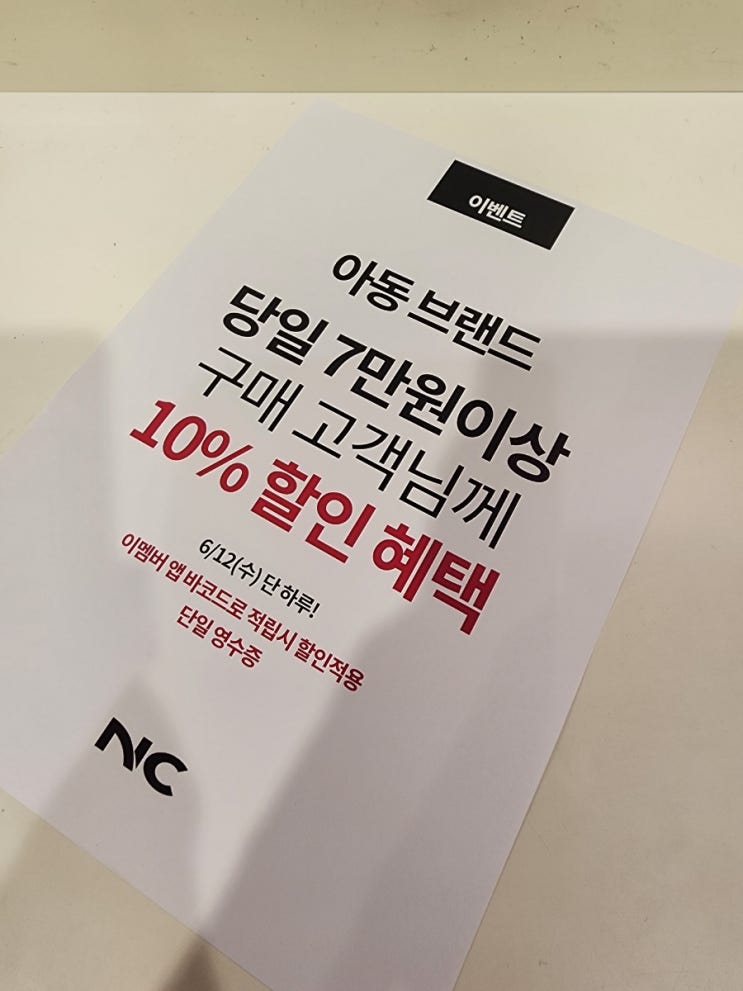 이벤트
아동 브랜드
당일 7만원이상
구매 고객님께
10% 할인 혜택
6/12(수) 단 하루!
이멤버 앱 바코드로 적립시 할인적용
단일 영수증
NC